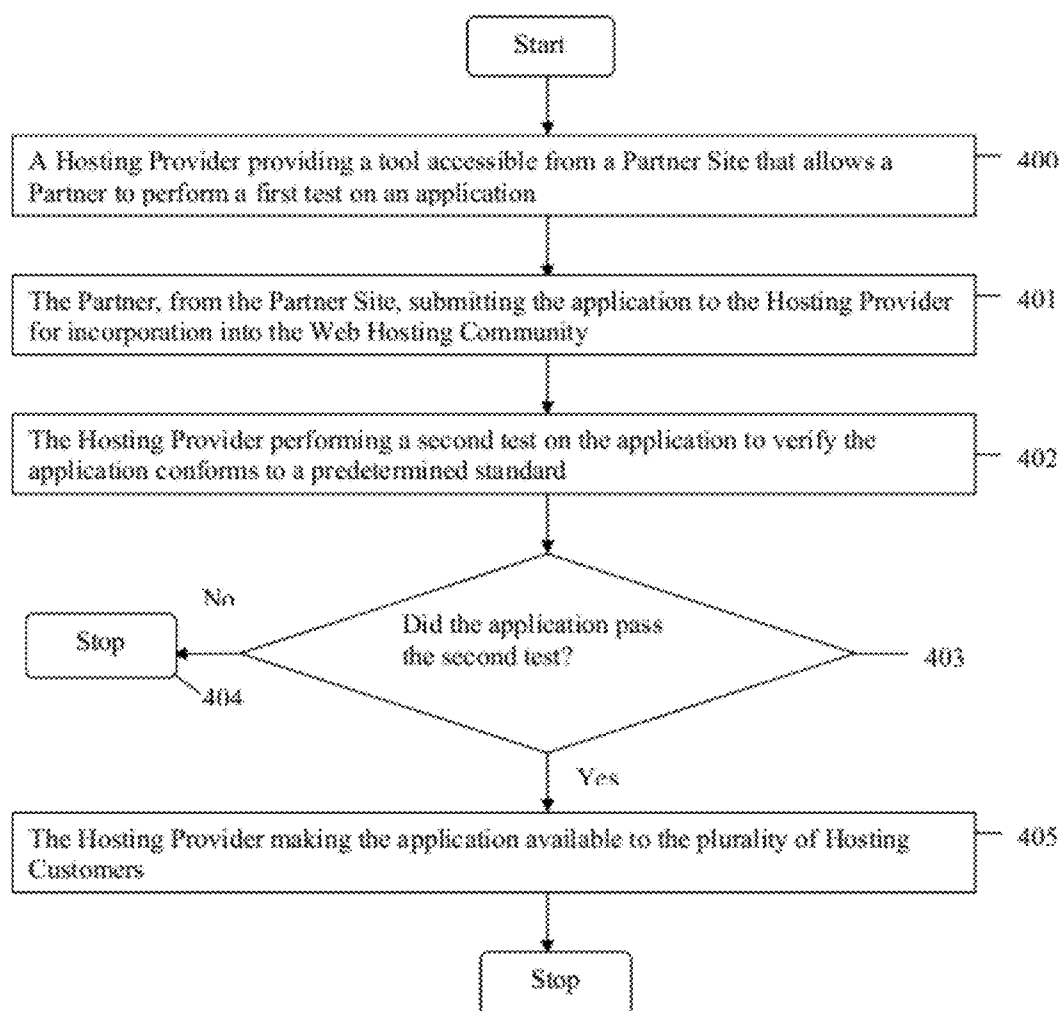 Start
A Hosting Provider providing a tool accessible from a Partner Site that allows a
Partner to perform a first test on an application
400
The Partner, from the Partner Site, submitting the application to the Hosting Provider
for incorporation into the Web Hosting Community
401
The Hosting Provider performing a second test on the application to verify the
application conforms to a predetermined standard
402
No
Stop
Did the application pass
the second test?
403
404
Yes
The Hosting Provider making the application available to the plurality of Hosting
Customers
405
Stop